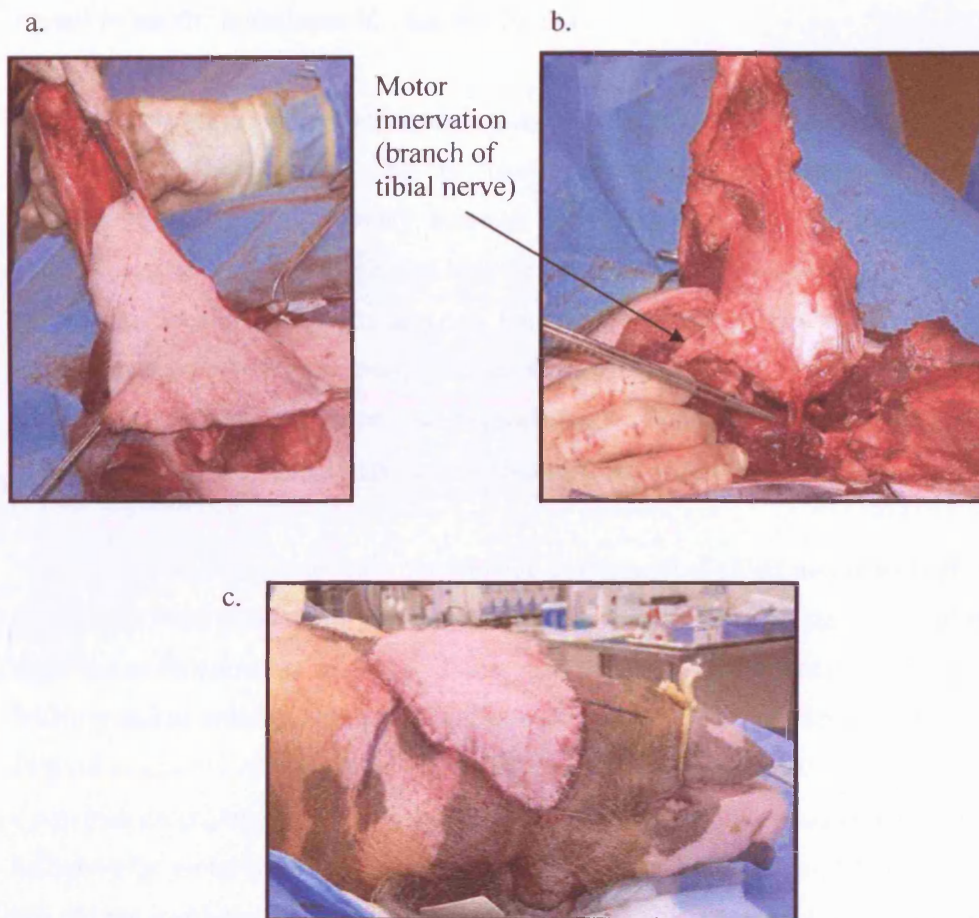 a.
b.
Motor
innervation
(branch of
tibial nerve)
c.